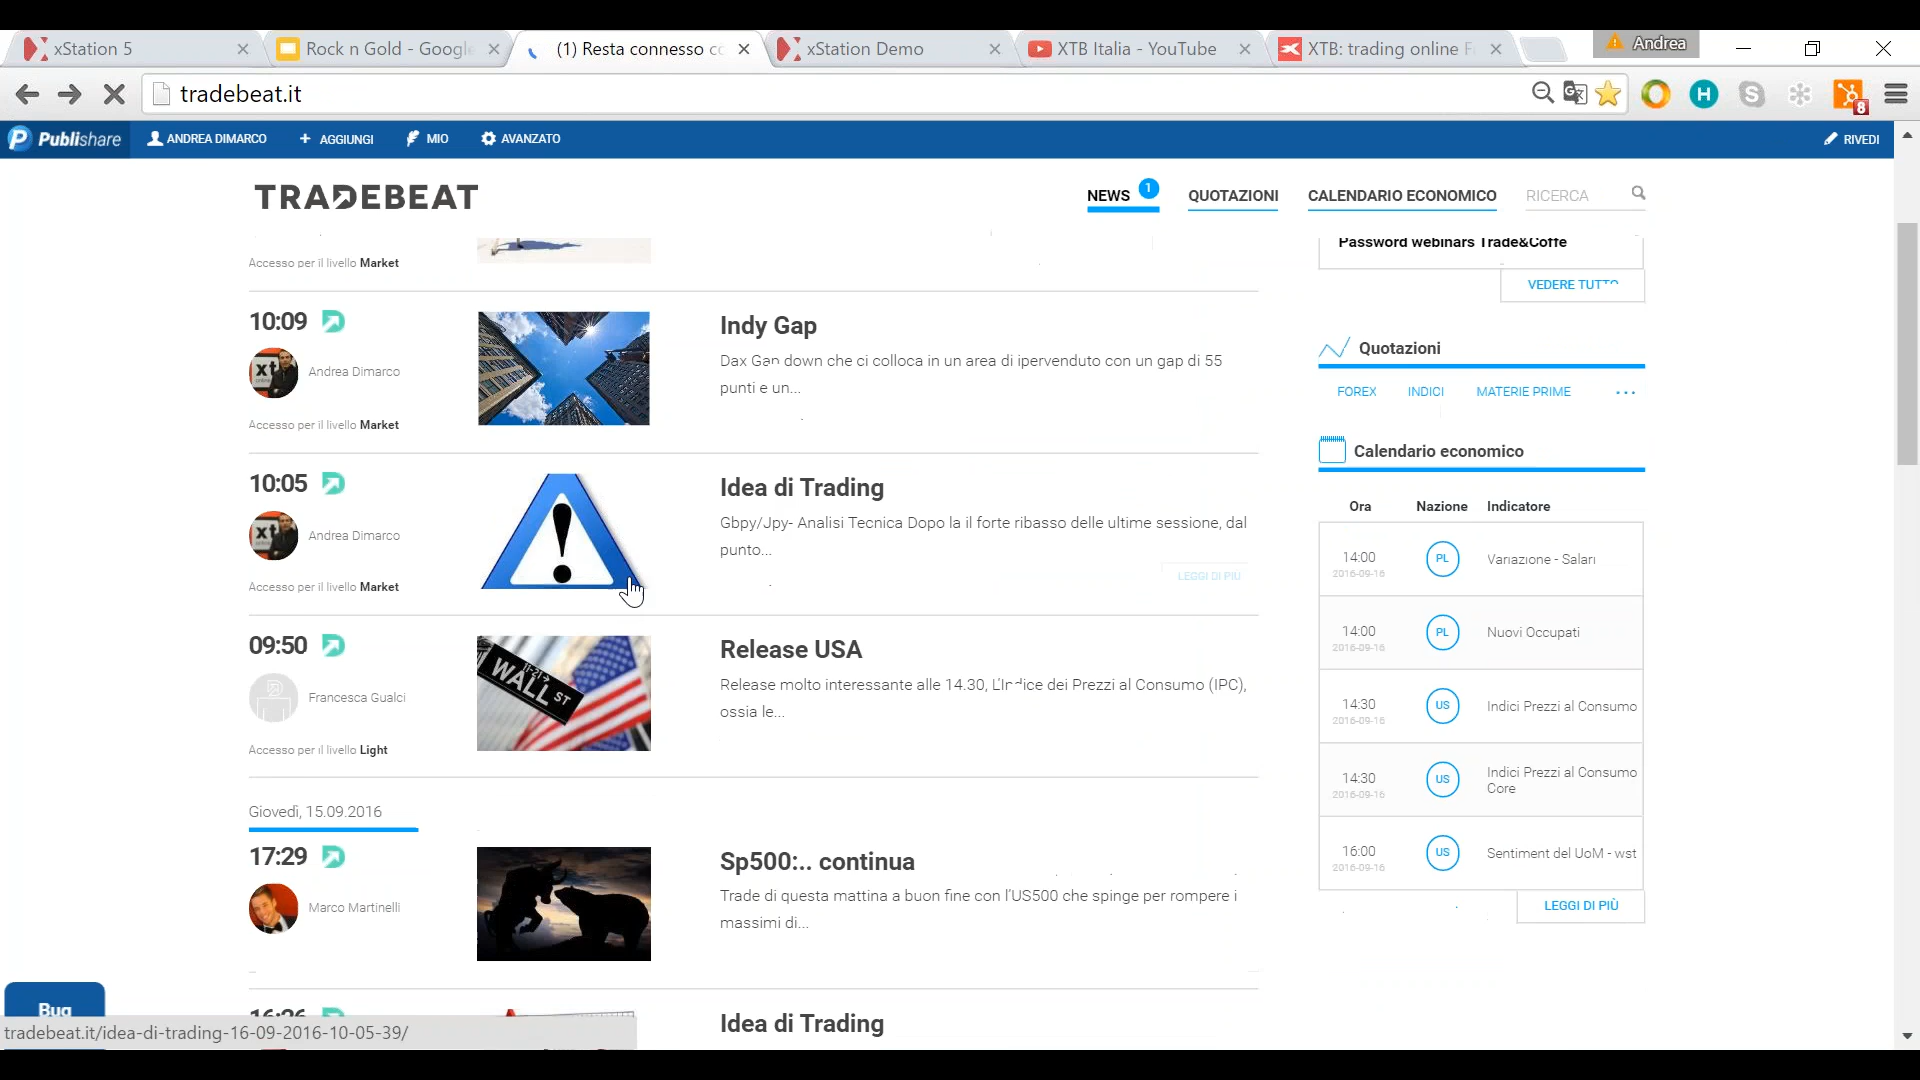 xStation 5
Rock n Gold - Google
(1) Resta connesso co
xStation Demo
XTB Italia - YouTube
XTB: trading online F
Andrea
tradebeat.it
8
Publishare
ANDREA DIMARCO
+ AGGIUNGI
MIO
AVANZATO
RIVEDI
TRADEBEAT
NEWS 1
QUOTAZIONI
CALENDARIO ECONOMICO
RICERCA
Accesso per il livello Market
10:09
Andrea Dimarco
Accesso per il livello Market
Indy Gap
Dax Gap down che ci colloca in un area di ipervenduto con un gap di 55
punti e un...
10:05
Andrea Dimarco
Accesso per il livello Market
Idea di Trading
Gbpy/Jpy- Analisi Tecnica Dopo la il forte ribasso delle ultime sessione, dal
punto...
LEGGI DI PIÙ
09:50
Francesca Gualci
Accesso per il livello Light
WALL ST
Release USA
Release molto interessante alle 14.30, L'Indice dei Prezzi al Consumo (IPC),
ossia le...
Giovedì, 15.09.2016
17:29
Marco Martinelli
Sp500:.. continua
Trade di questa mattina a buon fine con l'US500 che spinge per rompere i
massimi di...
16:26
Idea di Trading
Bug
tradebeat.it/idea-di-trading-16-09-2016-10-05-39/
Password webinars Trade&Coffe
VEDERE TUTTO
Quotazioni
FOREX
INDICI
MATERIE PRIME
...
Calendario economico
Ora Nazione Indicatore
14:00
2016-09-16
PL
Variazione - Salari
14:00
2016-09-16
PL
Nuovi Occupati
14:30
2016-09-16
US
Indici Prezzi al Consumo
14:30
2016-09-16
US
Indici Prezzi al Consumo
Core
16:00
2016-09-16
US
Sentiment del UoM - wst
LEGGI DI PIÙ